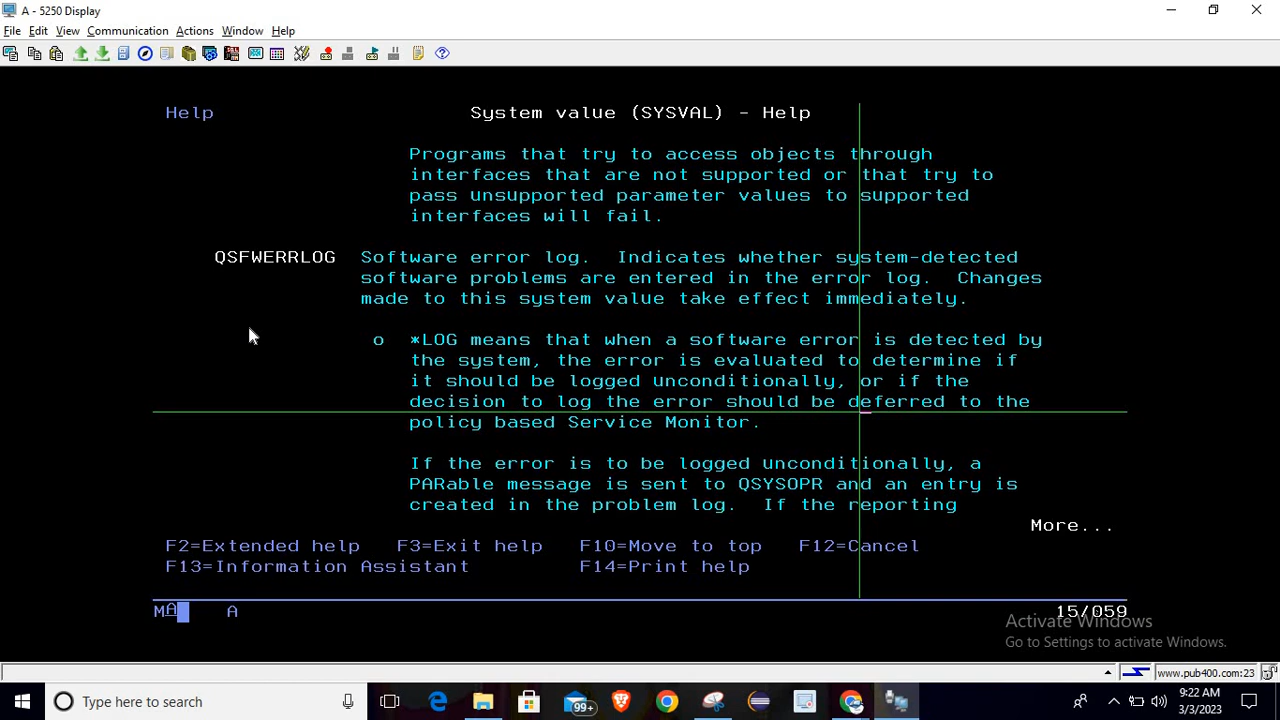 A - 5250 Display
File Edit View Communication Actions Window Help
Help System value (SYSVAL) - Help
Programs that try to access objects through
interfaces that are not supported or that try to
pass unsupported parameter values to supported
interfaces will fail.
QSFWERRLOG Software error log. Indicates whether system-detected
software problems are entered in the error log. Changes
made to this system value take effect immediately.
o *LOG means that when a software error is detected by
the system, the error is evaluated to determine if
it should be logged unconditionally, or if the
decision to log the error should be deferred to the
policy based Service Monitor.
If the error is to be logged unconditionally, a
PARable message is sent to QSYSOPR and an entry is
created in the problem log. If the reporting
More...
F2=Extended help F3=Exit help F10=Move to top F12=Cancel
F13=Information Assistant F14=Print help
MA A 15/059
Activate Windows
Go to Settings to activate Windows.
www.pub400.com:23
Type here to search 99+ 9:22 AM
3/3/2023